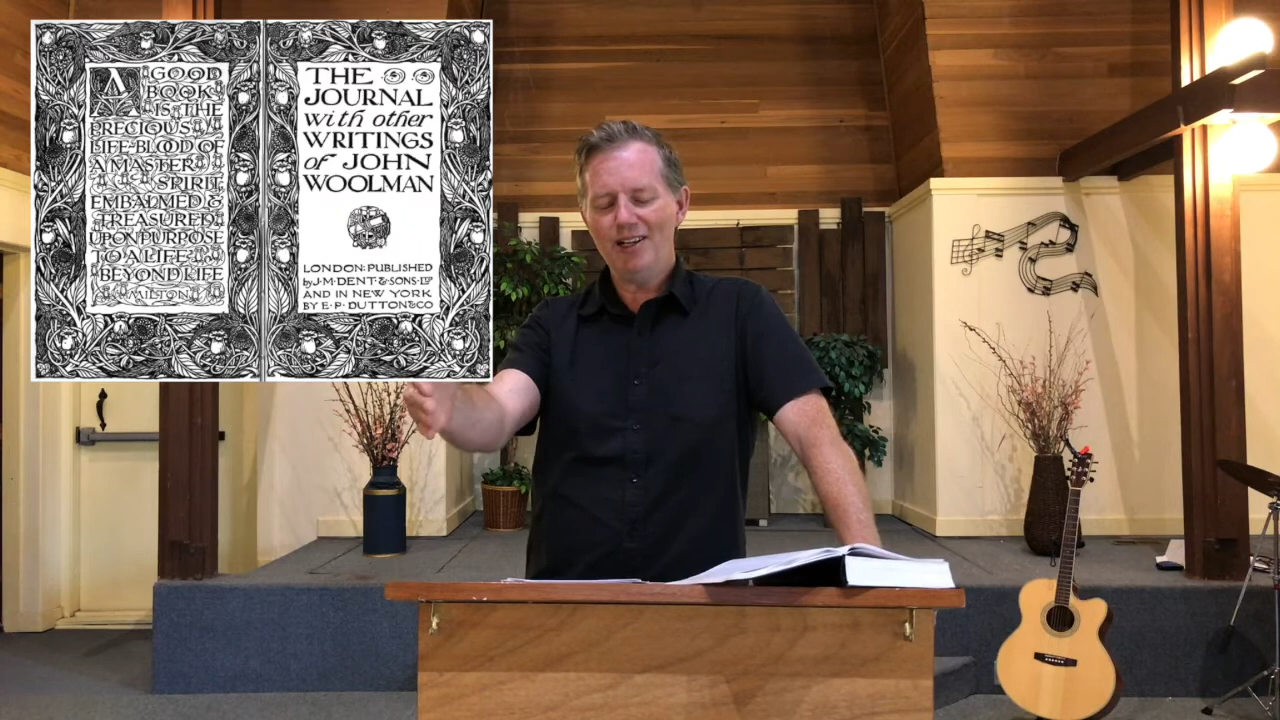 A GOOD
BOOK
IS THE
PRECIOUS
LIFE-BLOOD OF
A MASTER
SPIRIT,
EMBALMED &
TREASURED
UPON PURPOSE
TO A LIFE
BEYOND LIFE
MILTON
THE
JOURNAL
with other
WRITINGS
of JOHN
WOOLMAN
LONDON: PUBLISHED
by J·M·DENT·&·SONS·LTD
AND IN NEW YORK
BY E·P·DUTTON&CO